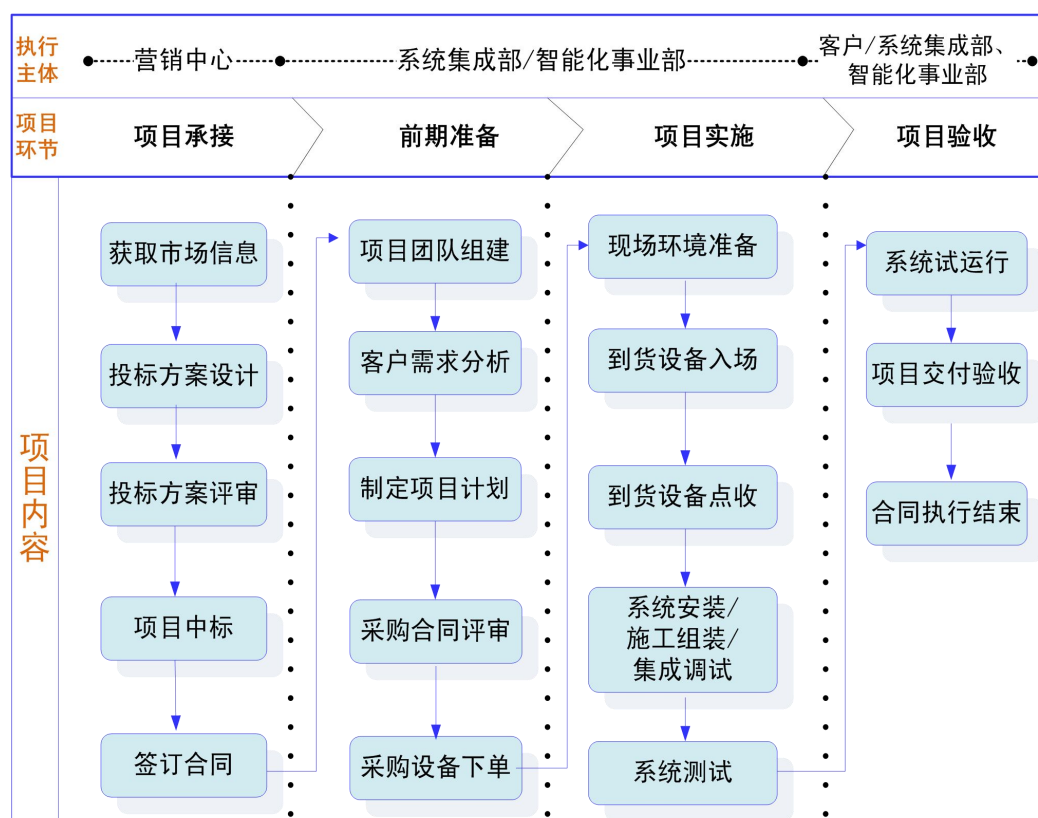 执行
主体
营销中心
系统集成部/智能化事业部
客户/系统集成部、
智能化事业部
项目
环节
项目承接
前期准备
项目实施
项目验收
项目内容
获取市场信息
投标方案设计
投标方案评审
项目中标
签订合同
项目团队组建
客户需求分析
制定项目计划
采购合同评审
采购设备下单
现场环境准备
到货设备入场
到货设备点收
系统安装/
施工组装/
集成调试
系统测试
系统试运行
项目交付验收
合同执行结束